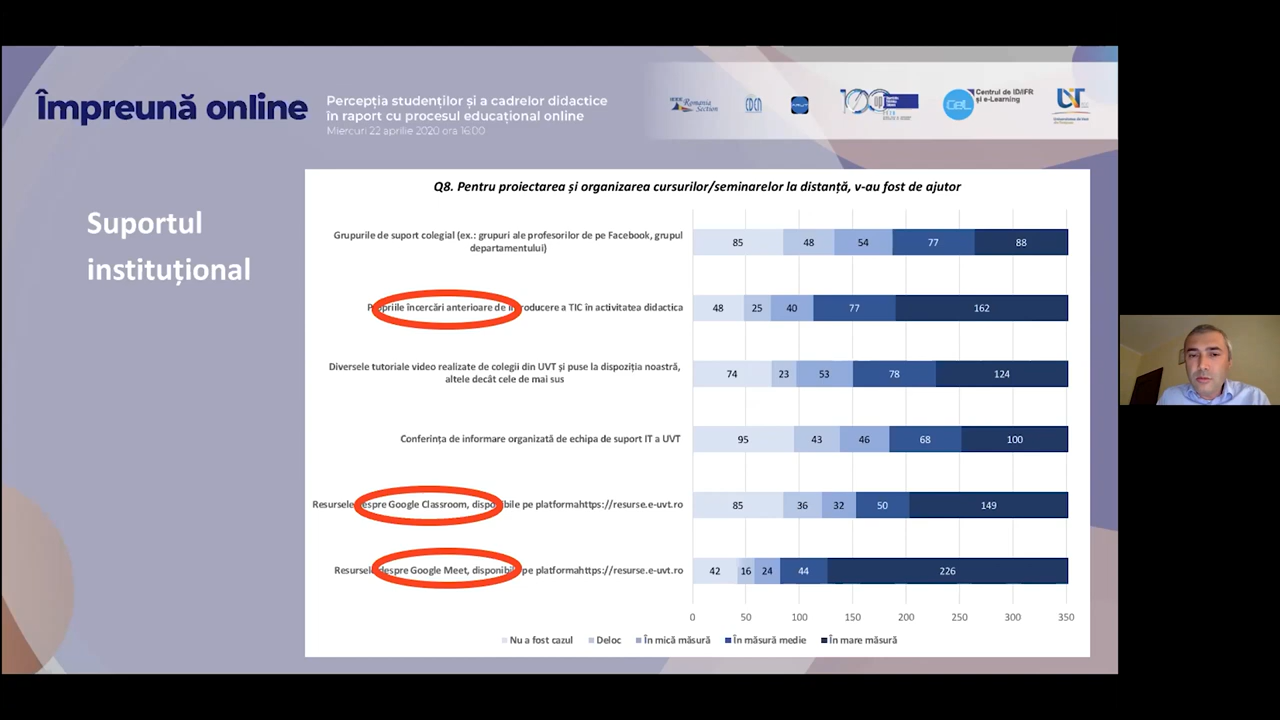 Împreună online
Percepția studenților și a cadrelor didactice
în raport cu procesul educațional online
Miercuri 22 aprilie 2020 ora 16:00
Romania
Section
EDEN
100
Centrul de ID/IFR
și e-Learning
UVT
Suportul
instituțional
Q8. Pentru proiectarea și organizarea cursurilor/seminarelor la distanță, v-au fost de ajutor
Grupurile de suport colegial (ex.: grupuri ale profesorilor de pe Facebook, grupul
departamentului)
85 48 54 77 88
Propriile încercări anterioare de introducere a TIC în activitatea didactica
48 25 40 77 162
Diversele tutoriale video realizate de colegii din UVT și puse la dispoziția noastră,
altele decât cele de mai sus
74 23 53 78 124
Conferința de informare organizată de echipa de suport IT a UVT
95 43 46 68 100
Resursele despre Google Classroom, disponibile pe platformahttps://resurse.e-uvt.ro
85 36 32 50 149
Resursele despre Google Meet, disponibile pe platformahttps://resurse.e-uvt.ro
42 16 24 44 226
0 50 100 150 200 250 300 350
Nu a fost cazul Deloc În mică măsură În măsură medie În mare măsură